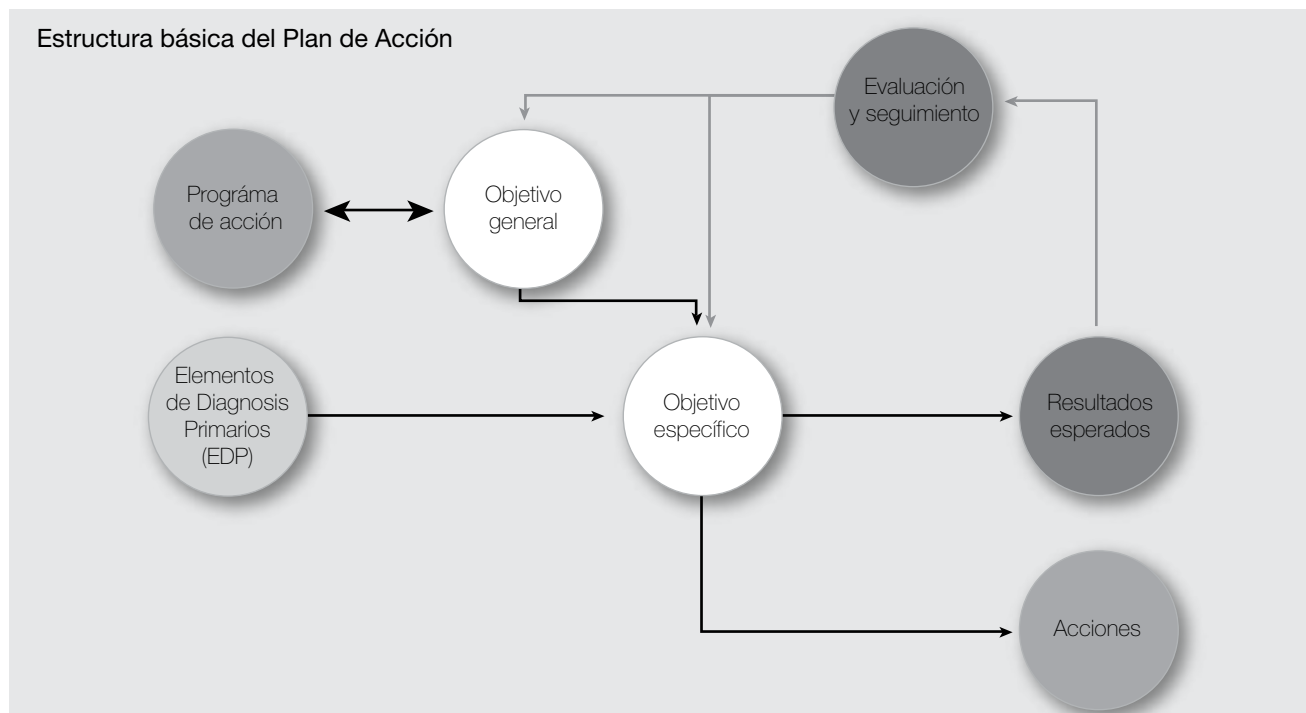 Estructura básica del Plan de Acción
Evaluación
y seguimiento
Prográma
de acción
Objetivo
general
Elementos
de Diagnosis
Primarios
(EDP)
Objetivo
específico
Resultados
esperados
Acciones